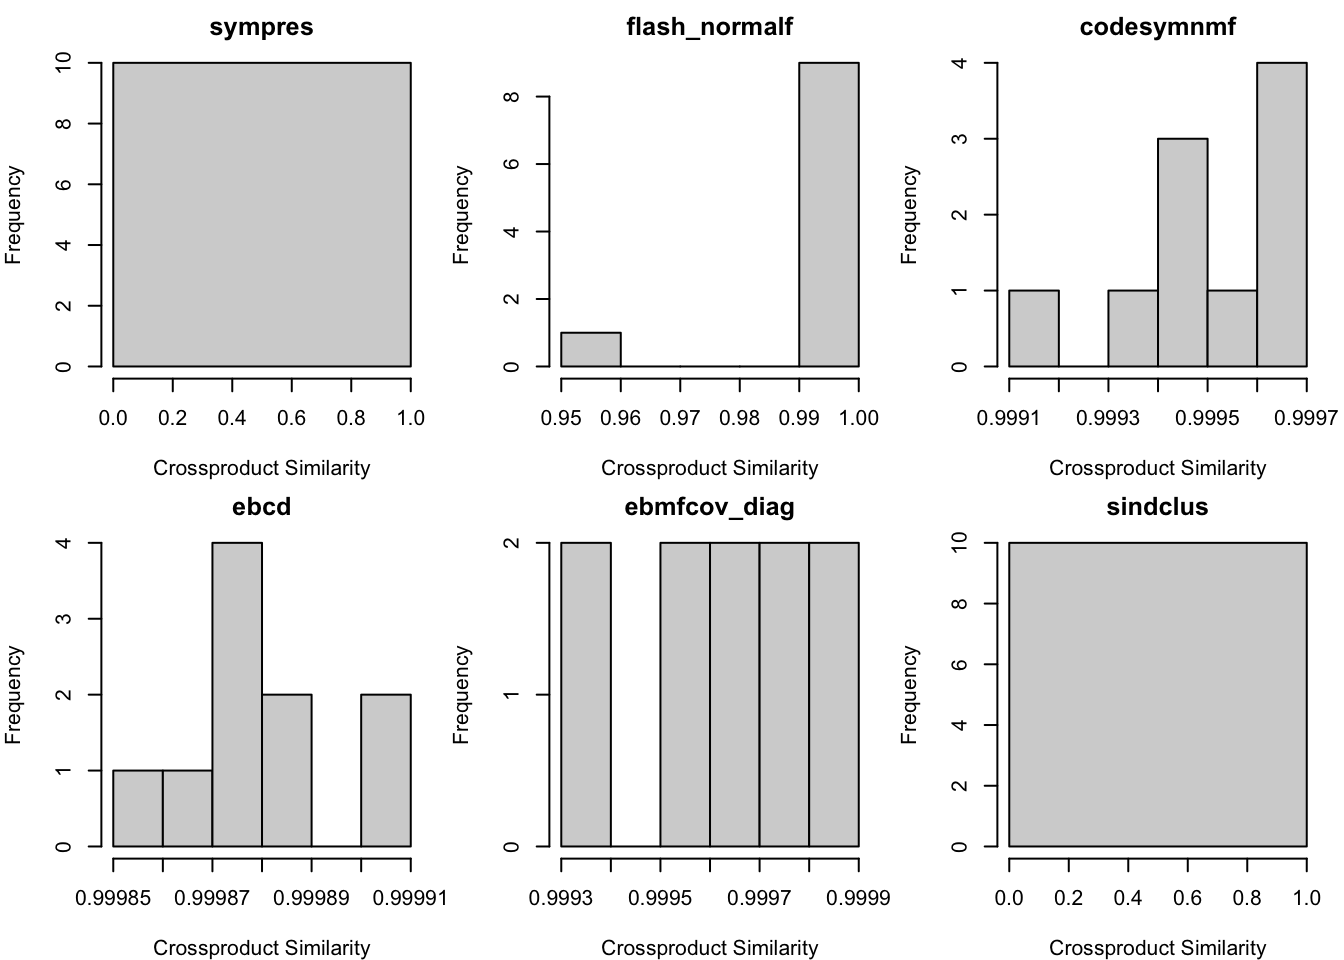 sympres
Frequency
10
8
6
4
2
0
0.0 0.2 0.4 0.6 0.8 1.0
Crossproduct Similarity
flash_normalf
Frequency
8
6
4
2
0
0.95 0.96 0.97 0.98 0.99 1.00
Crossproduct Similarity
codesymnmf
Frequency
4
3
2
1
0
0.9991 0.9993 0.9995 0.9997
Crossproduct Similarity
ebcd
Frequency
4
3
2
1
0
0.99985 0.99987 0.99989 0.99991
Crossproduct Similarity
ebmfcov_diag
Frequency
2
1
0
0.9993 0.9995 0.9997 0.9999
Crossproduct Similarity
sindclus
Frequency
10
8
6
4
2
0
0.0 0.2 0.4 0.6 0.8 1.0
Crossproduct Similarity